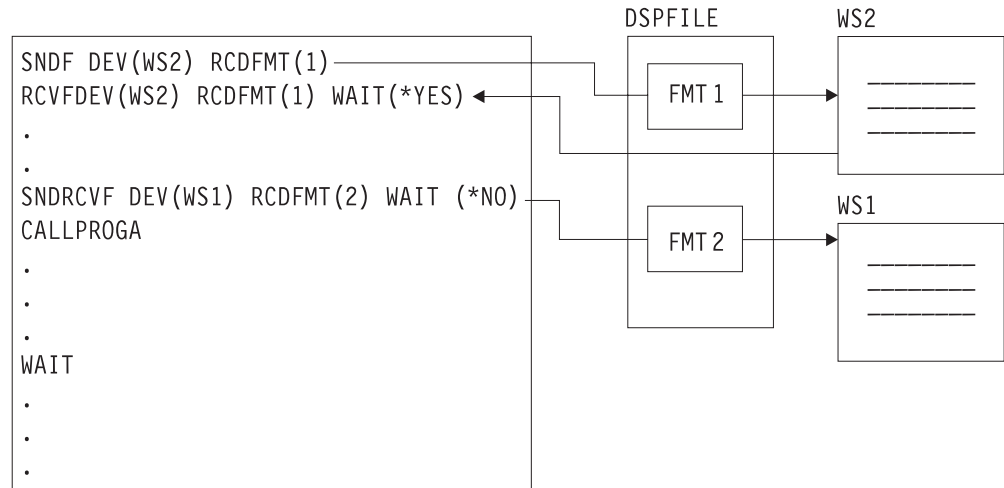 DSPFILE
WS2
SNDF DEV(WS2) RCDFMT(1)
RCVFDEV(WS2) RCDFMT(1) WAIT(*YES)
.
.
SNDRCVF DEV(WS1) RCDFMT(2) WAIT (*NO)
CALLPROGA
.
.
.
WAIT
.
.
.
FMT 1
FMT 2
WS1